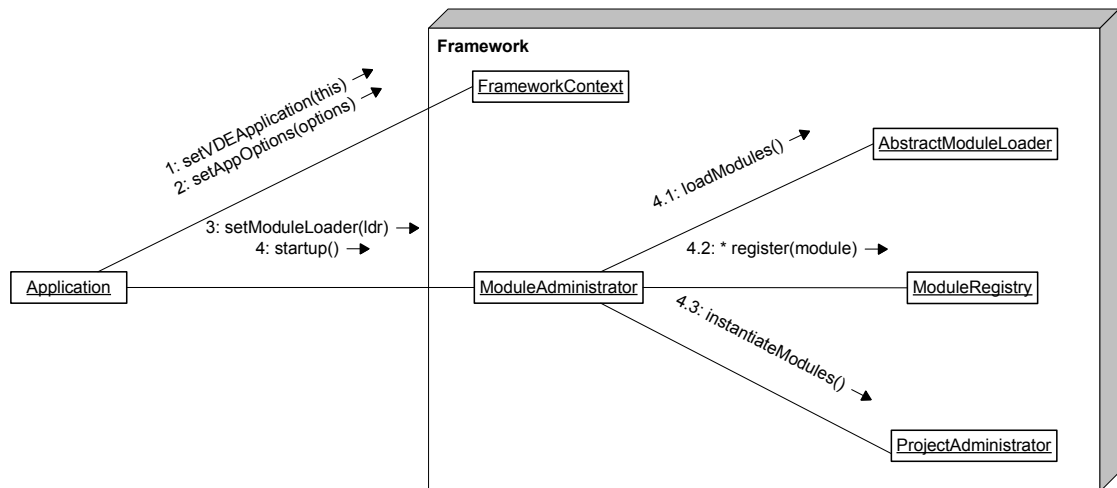 Framework
FrameworkContext
1: setVDEApplication(this)
2: setAppOptions(options)
AbstractModuleLoader
4.1: loadModules()
3: setModuleLoader(ldr)
4: startup()
4.2: * register(module)
Application
ModuleAdministrator
ModuleRegistry
4.3: instantiateModules()
ProjectAdministrator